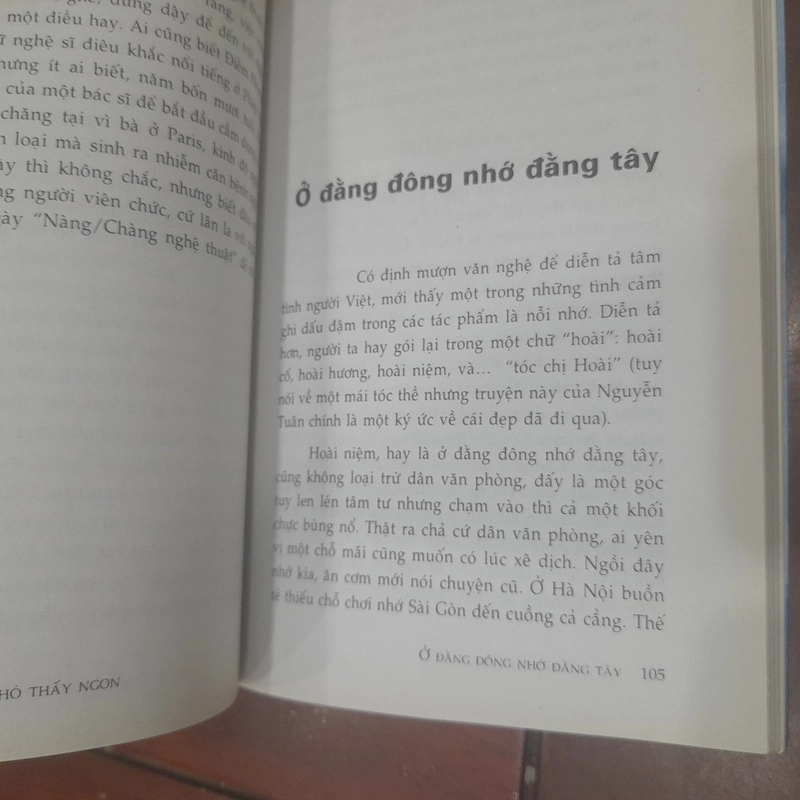 một điều hay. Ai cũng biết Điềm
nghệ sĩ điêu khắc nổi tiếng ở
nhưng ít ai biết, năm bốn mươi
của một bác sĩ để bắt đầu cầm
chăng tại vì bà ở Paris, kinh đô
loại mà sinh ra nhiễm căn bệnh
thì không chắc, nhưng biết đâu
người viên chức, cứ lân la với
"Nàng/Chàng nghệ thuật" để
THẤY NGON
Ở đằng đông nhớ đằng tây
Có định mượn văn nghệ để diễn tả tâm
tình người Việt, mới thấy một trong những tình cảm
ghi dấu đậm trong các tác phẩm là nỗi nhớ. Diễn tả
hơn, người ta hay gói lại trong một chữ "hoài": hoài
cổ, hoài hương, hoài niệm, và... "tóc chị Hoài" (tuy
nói về một mái tóc thề nhưng truyện này của Nguyễn
Tuân chính là một ký ức về cái đẹp đã đi qua).
Hoài niệm, hay là ở đằng đông nhớ đằng tây,
cũng không loại trừ dân văn phòng, đấy là một góc
tuy len lén tâm tư nhưng chạm vào thì cả một khối
chực bùng nổ. Thật ra chả cứ dân văn phòng, ai yên
vị một chỗ mãi cũng muốn có lúc xê dịch. Ngồi đây
nhớ kia, ăn cơm mới nói chuyện cũ. Ở Hà Nội buồn
tẻ thiếu chỗ chơi nhớ Sài Gòn đến cuồng cả cẳng. Thế
Ở ĐẰNG ĐÔNG NHỚ ĐẰNG TÂY 105